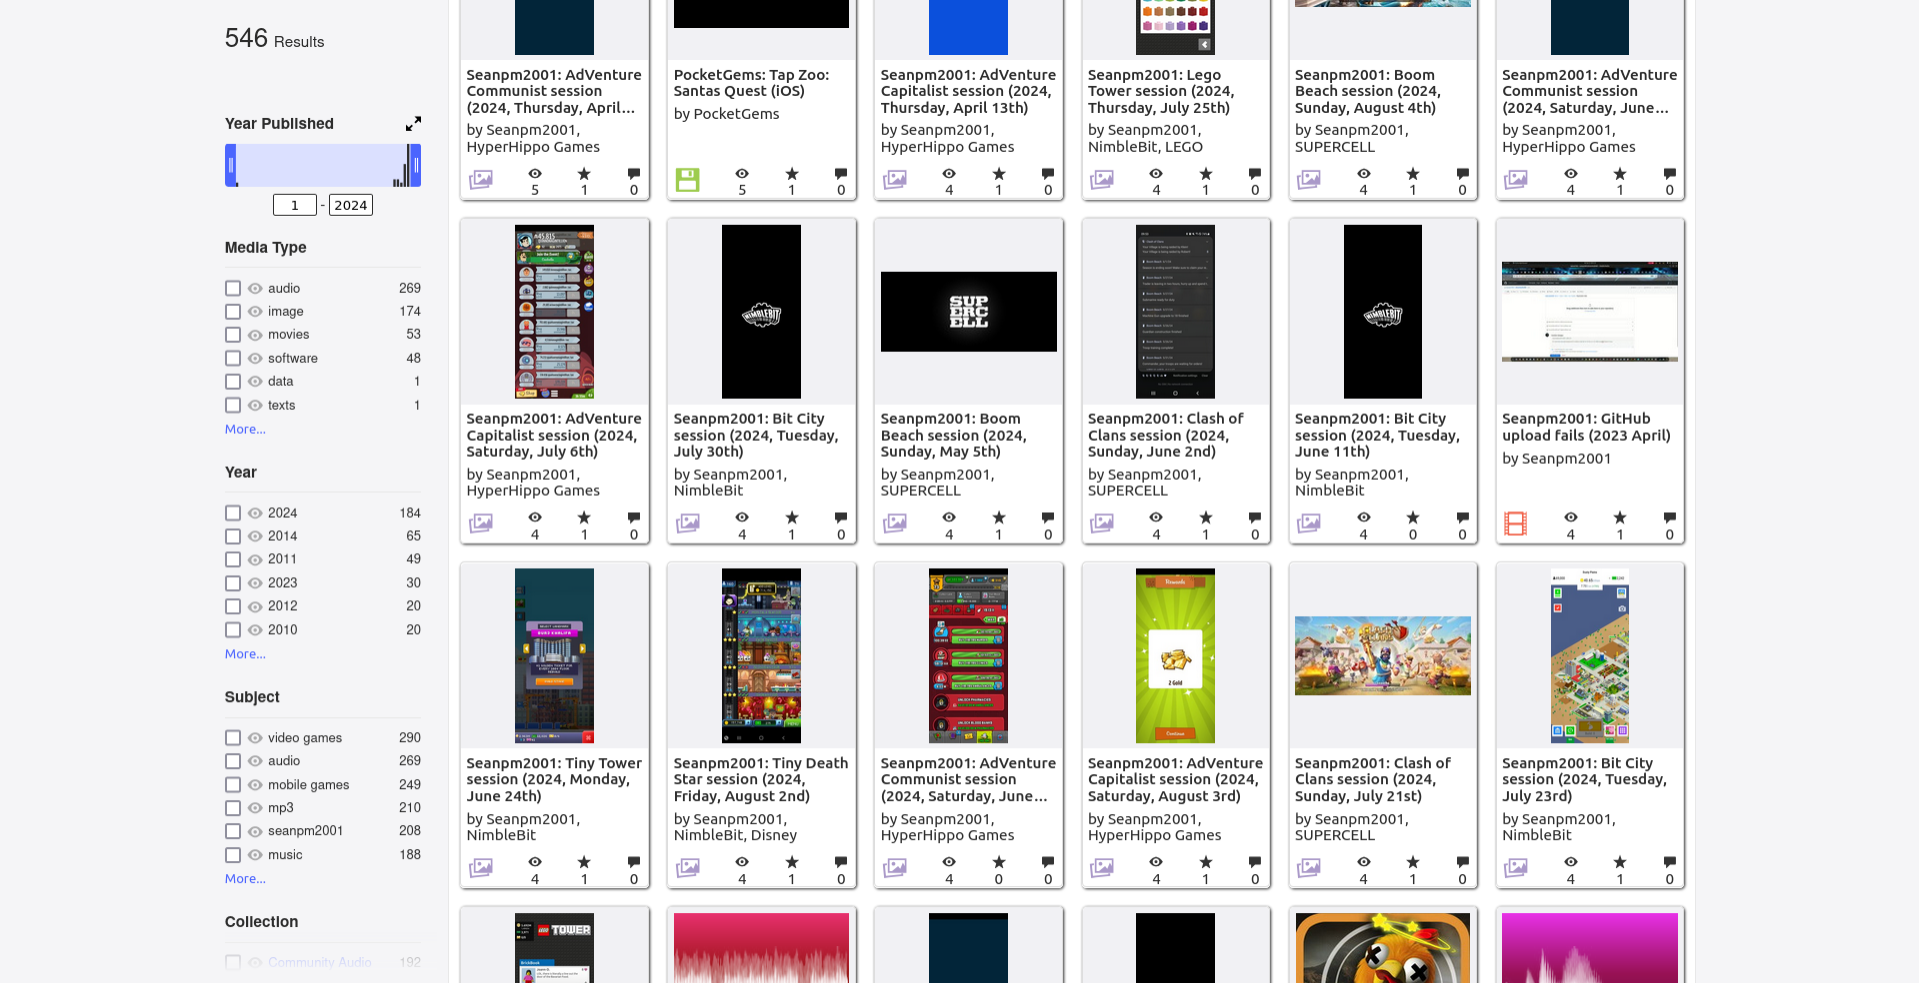 546 Results
Year Published
1 - 2024
Media Type
audio 269
image 174
movies 53
software 48
data 1
texts 1
More...
Year
2024 184
2014 65
2011 49
2023 30
2012 20
2010 20
More...
Subject
video games 290
audio 269
mobile games 249
mp3 210
seanpm2001 208
music 188
More...
Collection
Community Audio 192
Seanpm2001: AdVenture
Communist session
(2024, Thursday, April...
by Seanpm2001,
HyperHippo Games
5 1 0
PocketGems: Tap Zoo:
Santas Quest (iOS)
by PocketGems
5 1 0
Seanpm2001: AdVenture
Capitalist session (2024,
Thursday, April 13th)
by Seanpm2001,
HyperHippo Games
4 1 0
Seanpm2001: Lego
Tower session (2024,
Thursday, July 25th)
by Seanpm2001,
NimbleBit, LEGO
4 1 0
Seanpm2001: Boom
Beach session (2024,
Sunday, August 4th)
by Seanpm2001,
SUPERCELL
4 1 0
Seanpm2001: AdVenture
Communist session
(2024, Saturday, June...
by Seanpm2001,
HyperHippo Games
4 1 0
Seanpm2001: AdVenture
Capitalist session (2024,
Saturday, July 6th)
by Seanpm2001,
HyperHippo Games
4 1 0
NIMBLEBIT
Seanpm2001: Bit City
session (2024, Tuesday,
July 30th)
by Seanpm2001,
NimbleBit
4 1 0
SUP
ERC
ELL
Seanpm2001: Boom
Beach session (2024,
Sunday, May 5th)
by Seanpm2001,
SUPERCELL
4 1 0
Seanpm2001: Clash of
Clans session (2024,
Sunday, June 2nd)
by Seanpm2001,
SUPERCELL
4 1 0
NIMBLEBIT
Seanpm2001: Bit City
session (2024, Tuesday,
June 11th)
by Seanpm2001,
NimbleBit
4 0 0
Seanpm2001: GitHub
upload fails (2023 April)
by Seanpm2001
4 1 0
Seanpm2001: Tiny Tower
session (2024, Monday,
June 24th)
by Seanpm2001,
NimbleBit
4 1 0
Seanpm2001: Tiny Death
Star session (2024,
Friday, August 2nd)
by Seanpm2001,
NimbleBit, Disney
4 1 0
Seanpm2001: AdVenture
Communist session
(2024, Saturday, June...
by Seanpm2001,
HyperHippo Games
4 0 0
Rewards
2 Gold
Continue
Seanpm2001: AdVenture
Capitalist session (2024,
Saturday, August 3rd)
by Seanpm2001,
HyperHippo Games
4 1 0
Seanpm2001: Clash of
Clans session (2024,
Sunday, July 21st)
by Seanpm2001,
SUPERCELL
4 1 0
Seanpm2001: Bit City
session (2024, Tuesday,
July 23rd)
by Seanpm2001,
NimbleBit
4 1 0
LEGO TOWER